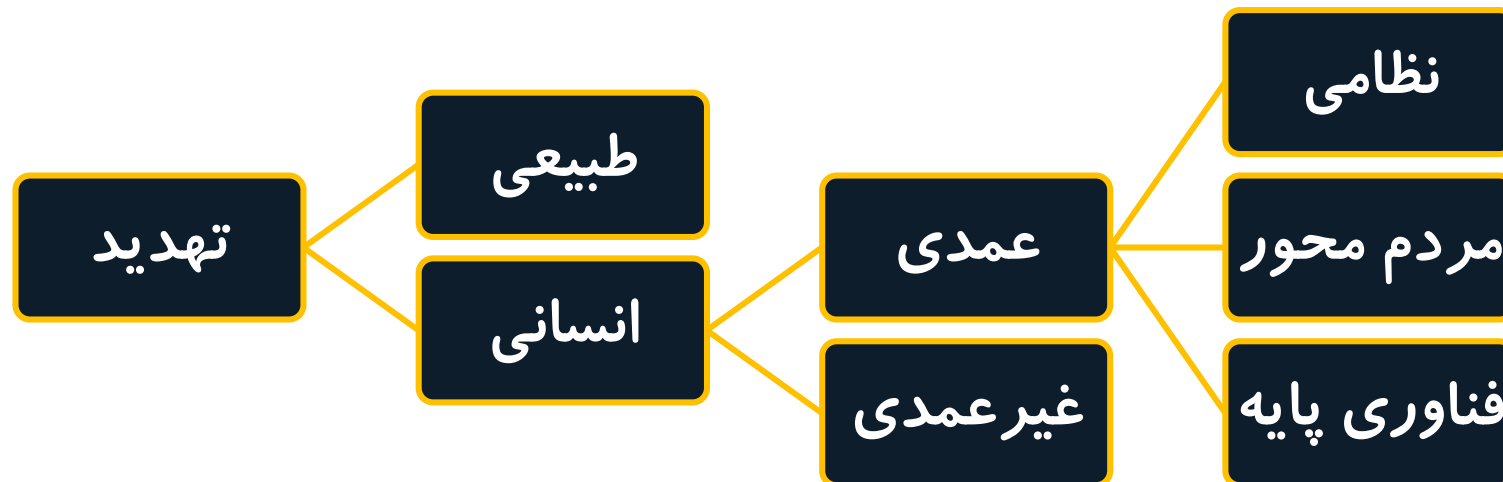 تهدید
طبیعی
انسانی
عمدی
غیرعمدی
نظامی
مردم محور
فناوری پایه